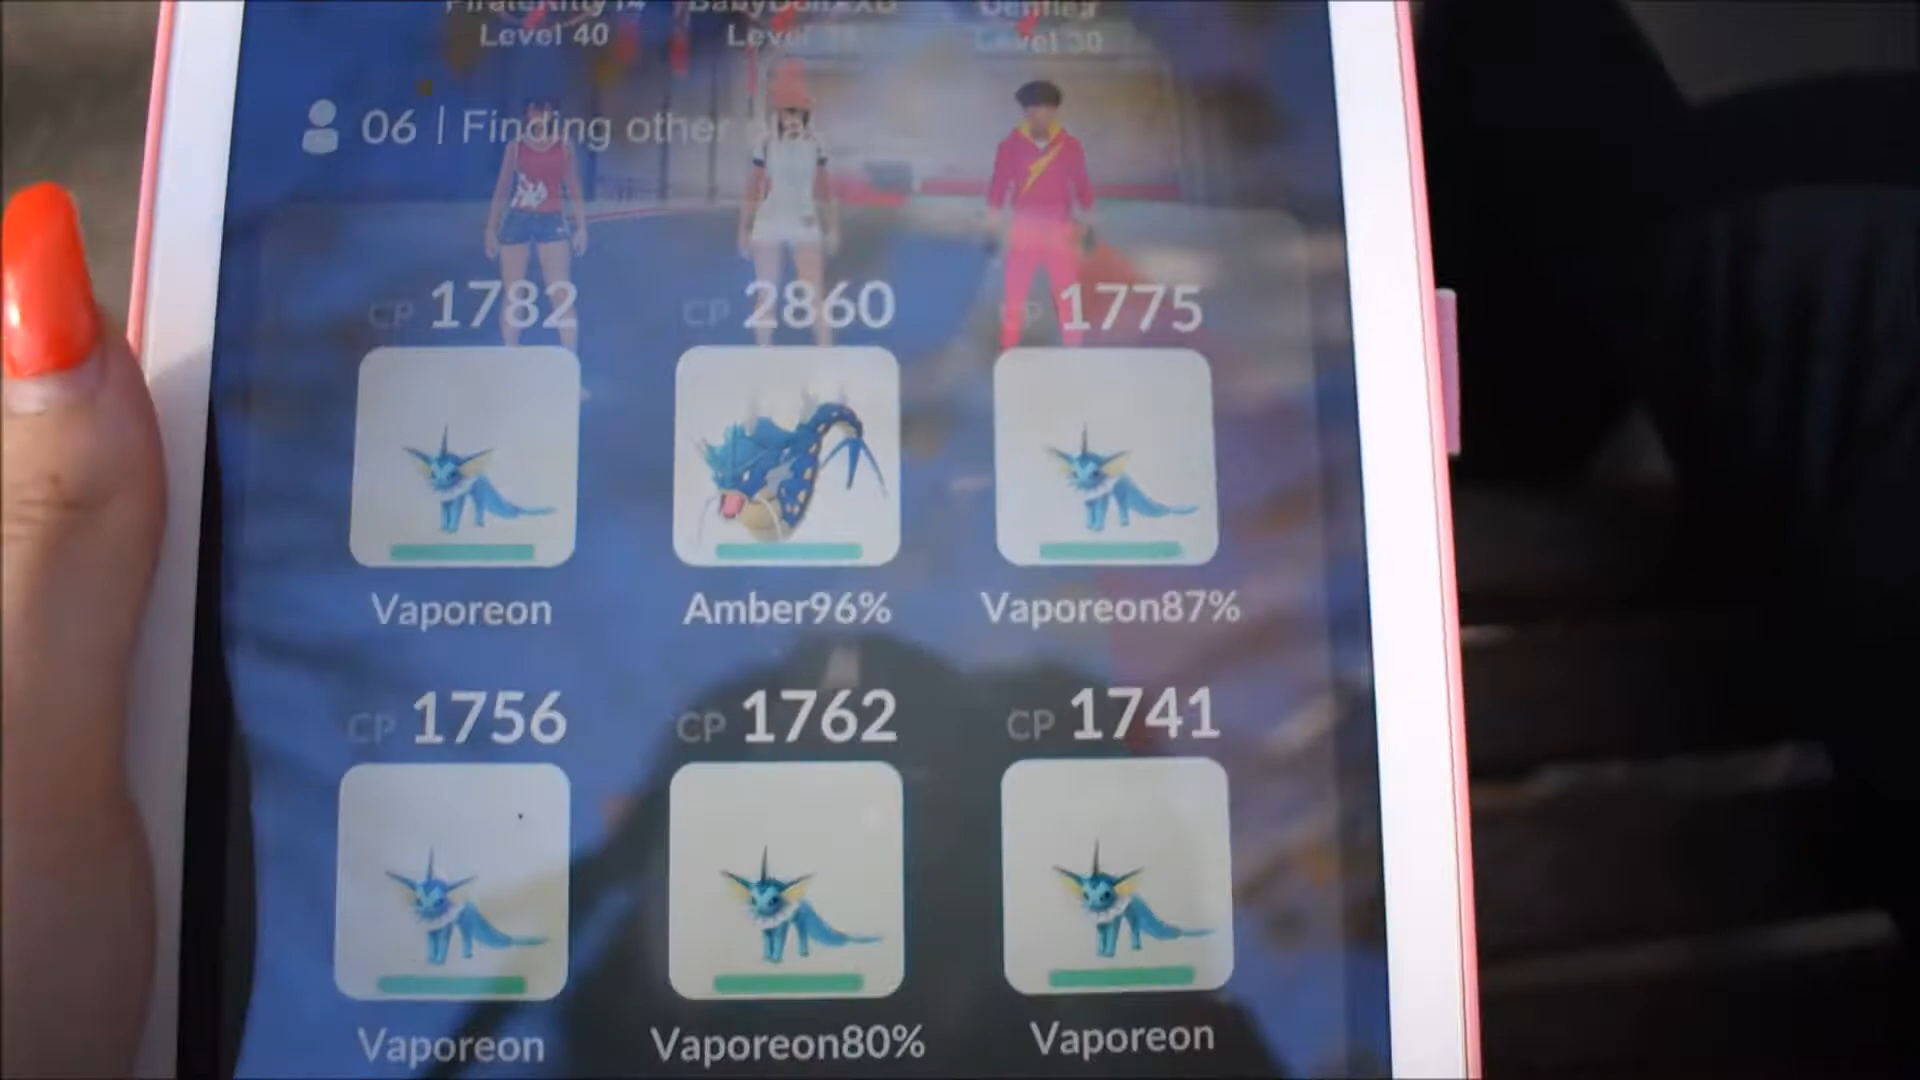 Level 40
06 | Finding other
CP 1782 CP 2860 CP 1775
Vaporeon Amber96% Vaporeon87%
CP 1756 CP 1762 CP 1741
Vaporeon Vaporeon80% Vaporeon